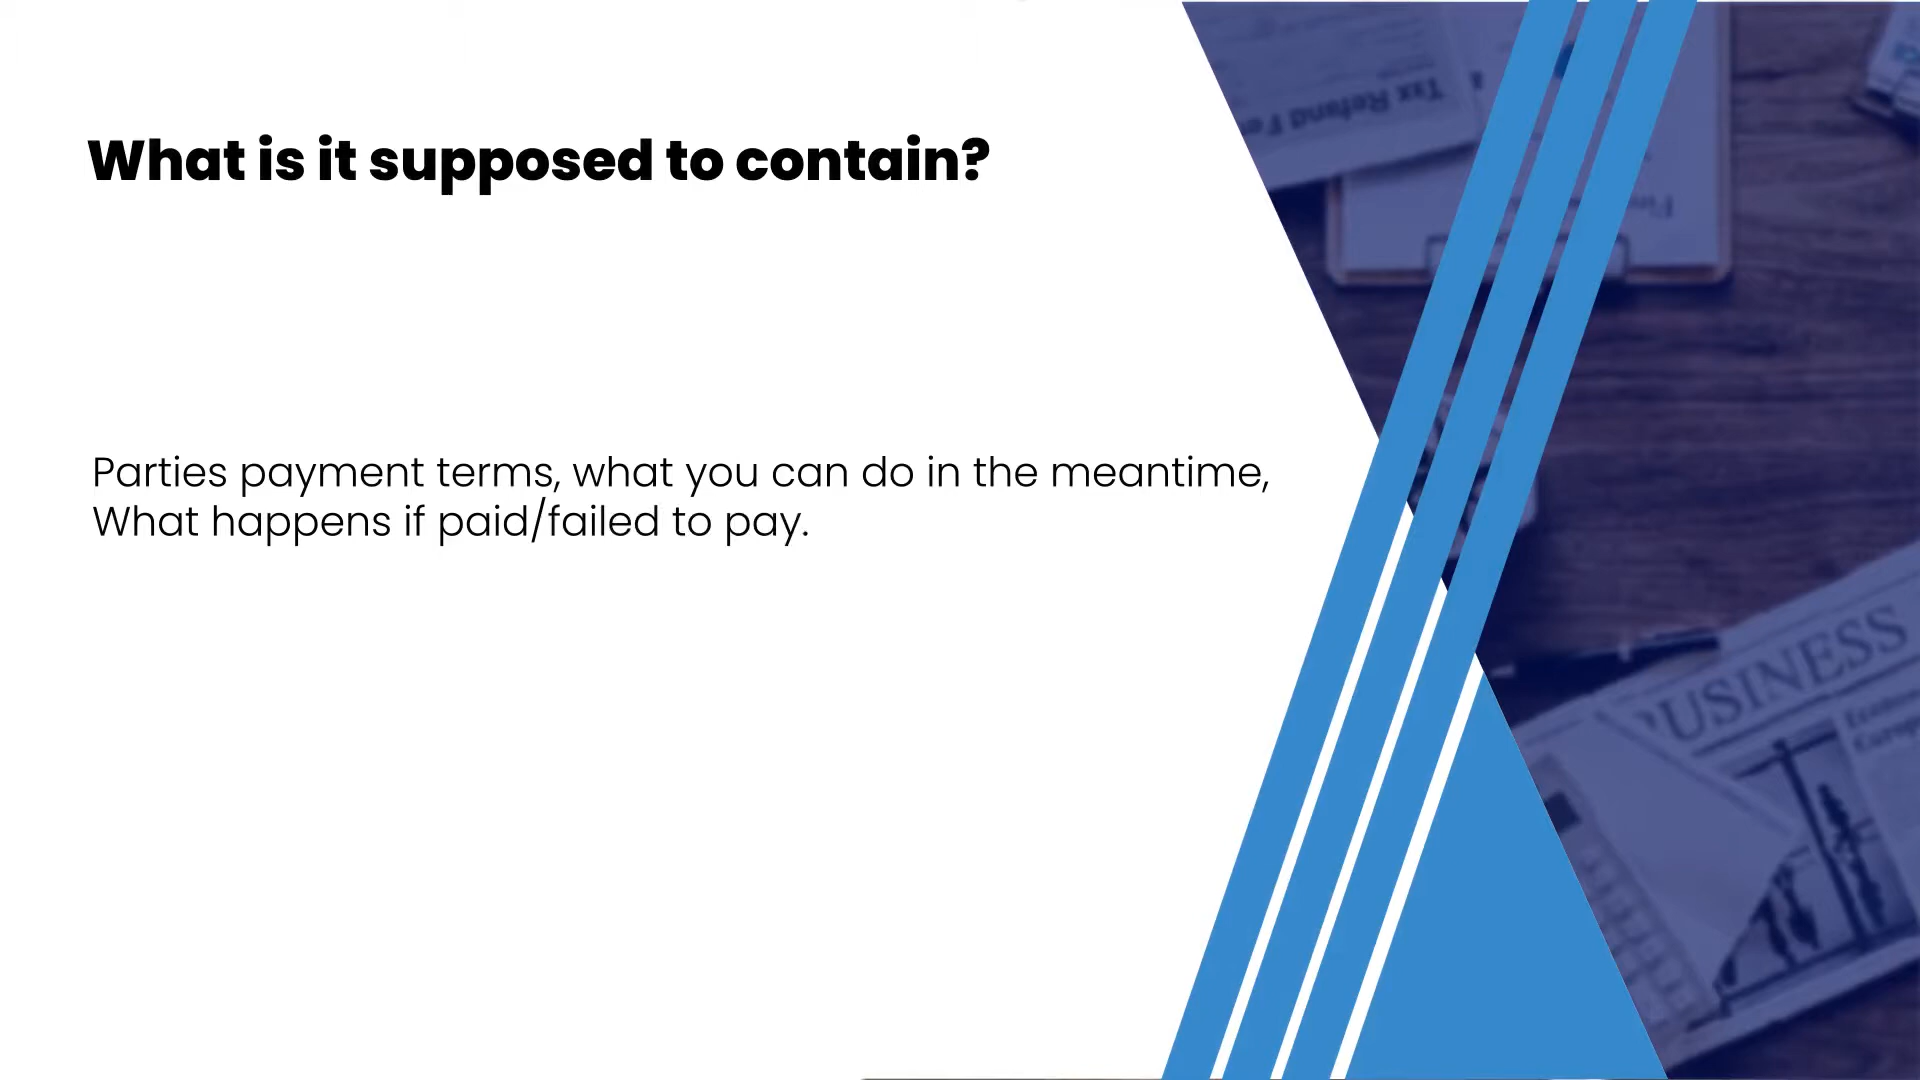 What is it supposed to contain?
Parties payment terms, what you can do in the meantime,
What happens if paid/failed to pay.
Tax Refund
BUSINESS